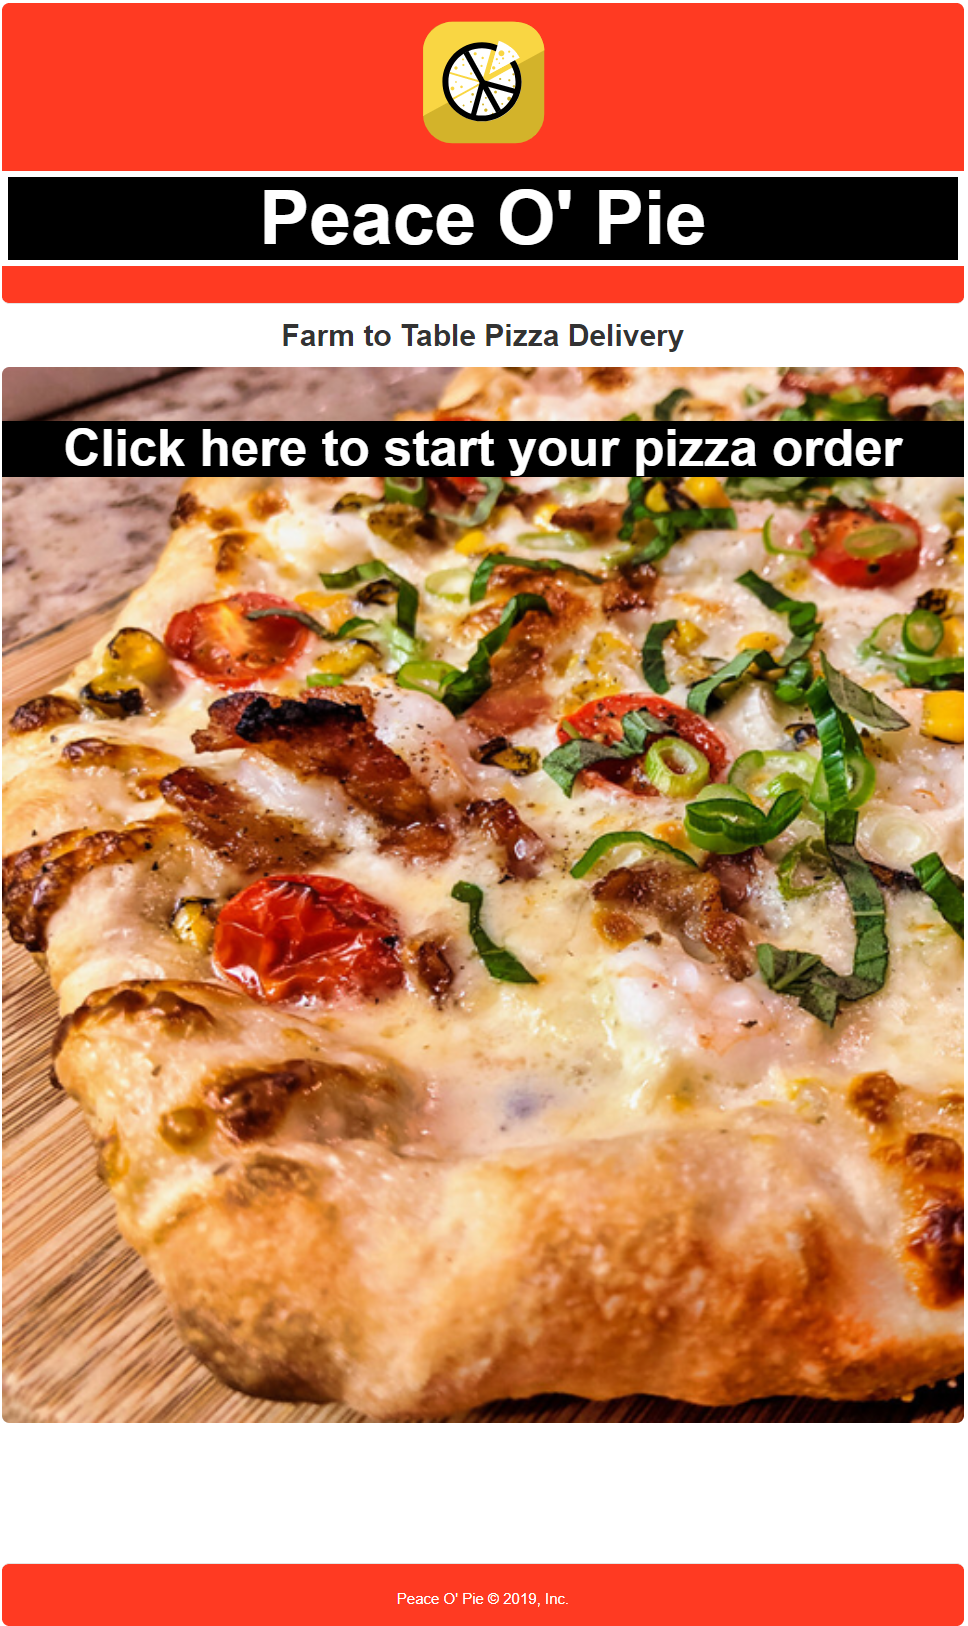 Peace O' Pie
Farm to Table Pizza Delivery
Click here to start your pizza order
Peace O' Pie © 2019, Inc.